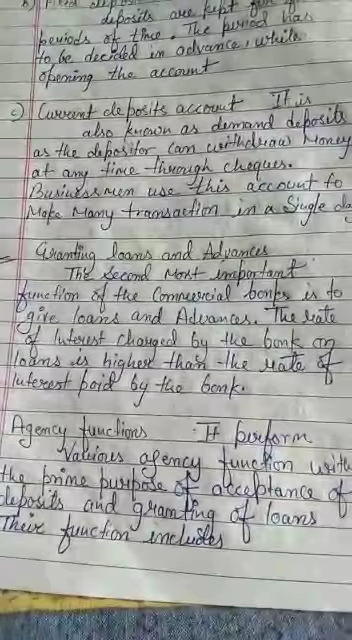 b) Fixed deposit
deposits are kept for
periods of time. The period has
to be decided in advance, while
opening the account
c) Current deposits account It is
also known as demand deposits
as the depositor can withdraw money
at any time through cheques.
Businessmen use this account to
Make Many transaction in a Single
Granting loans and Advances
The Second Most important
function of the Commercial banks is to
give loans and Advances. The rate
of Interest charged by the bank on
loans is higher than the rate of
Interest paid by the bank.
Agency functions It perform
Various agency function with
the prime purpose of acceptance of
deposits and granting of loans
Their function includes